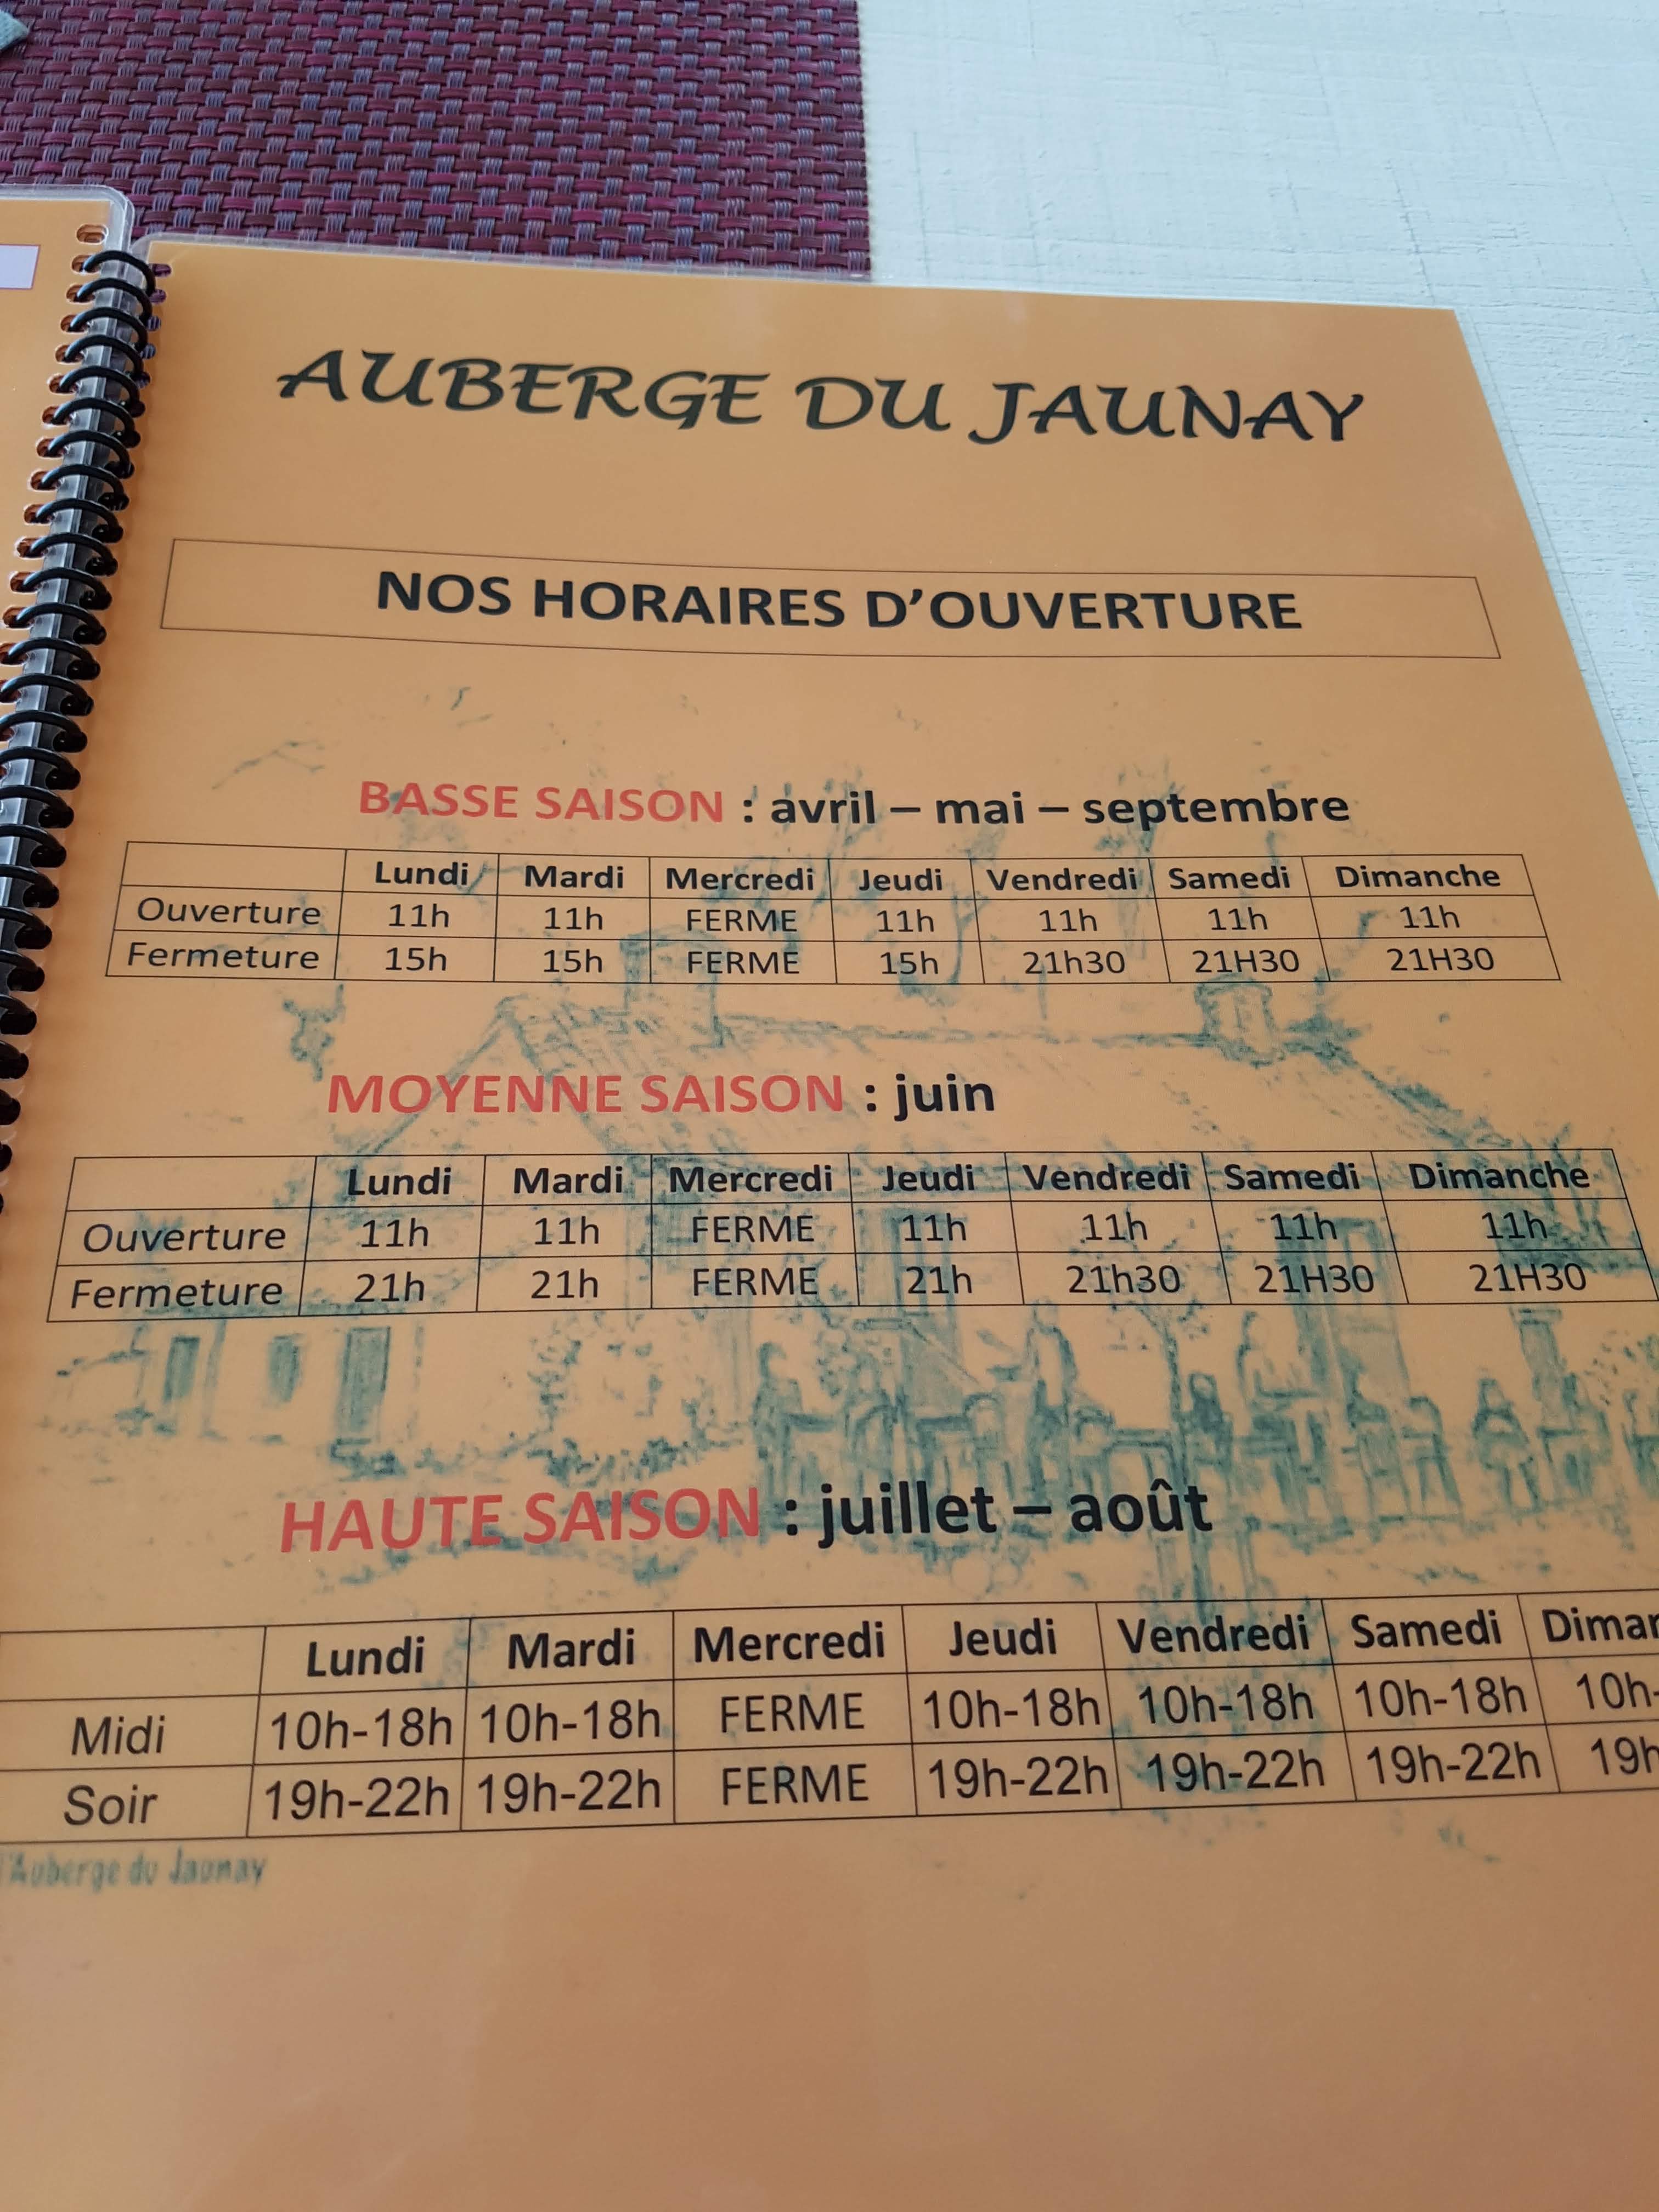 AUBERGE DU JAUNAY
NOS HORAIRES D'OUVERTURE
BASSE SAISON : avril – mai – septembre
Lundi Mardi Mercredi Jeudi Vendredi Samedi Dimanche
Ouverture 11h 11h FERME 11h 11h 11h 11h
Fermeture 15h 15h FERME 15h 21h30 21H30 21H30
MOYENNE SAISON : juin
Lundi Mardi Mercredi Jeudi Vendredi Samedi Dimanche
Ouverture 11h 11h FERME 11h 11h 11h 11h
Fermeture 21h 21h FERME 21h 21h30 21H30 21H30
HAUTE SAISON : juillet – août
Lundi Mardi Mercredi Jeudi Vendredi Samedi
Midi 10h-18h 10h-18h FERME 10h-18h 10h-18h 10h-18h 10h-
Soir 19h-22h 19h-22h FERME 19h-22h 19h-22h 19h-22h 19h
l'Auberge du Jaunay